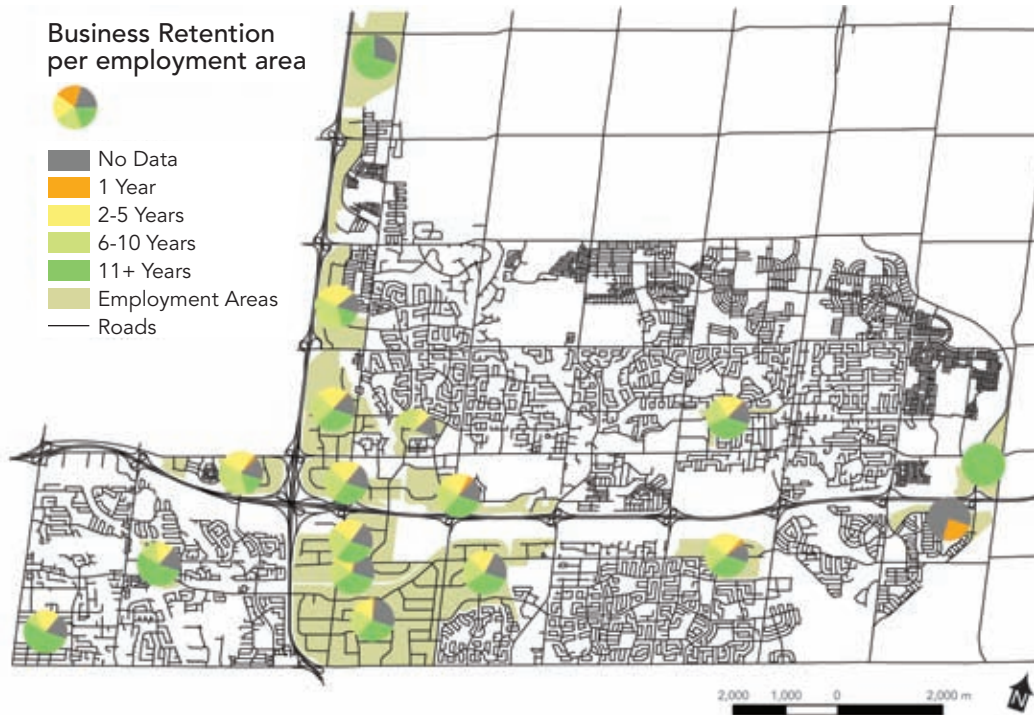 Business Retention
per employment area
No Data
1 Year
2-5 Years
6-10 Years
11+ Years
Employment Areas
Roads
2,000 1,000 0 2,000 m
N